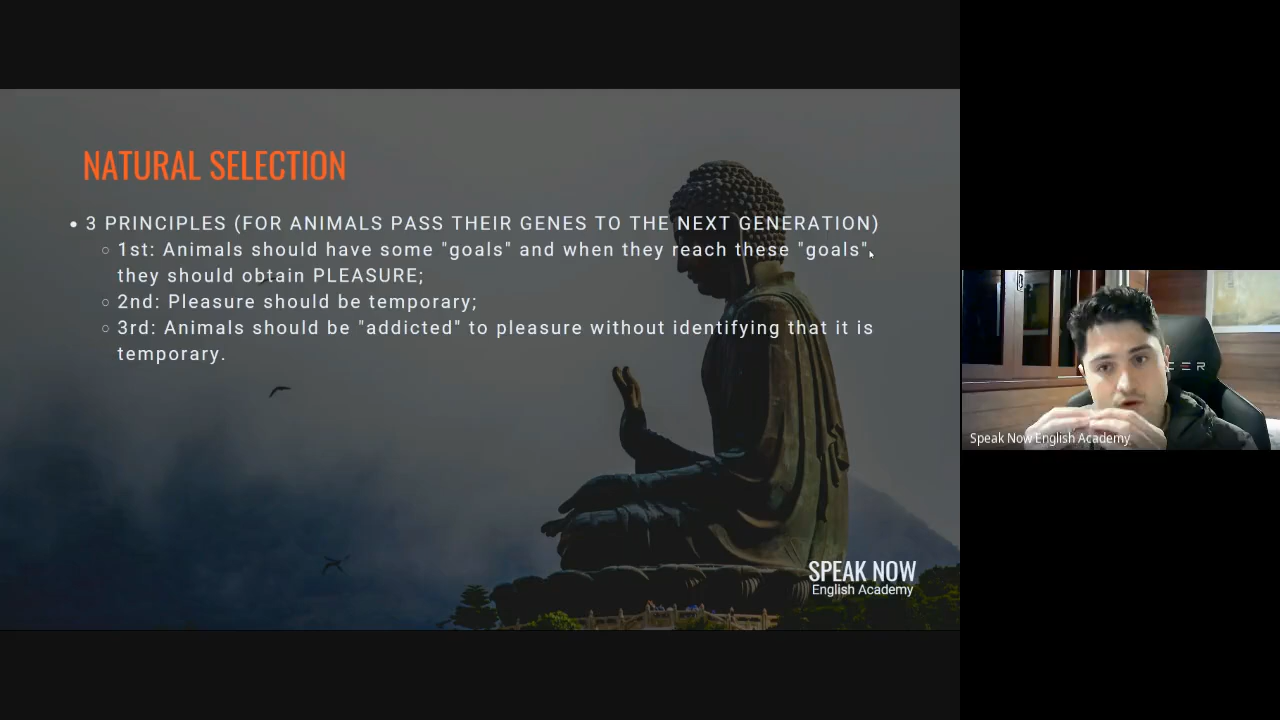 NATURAL SELECTION
3 PRINCIPLES (FOR ANIMALS PASS THEIR GENES TO THE NEXT GENERATION)
1st: Animals should have some "goals" and when they reach these "goals",
they should obtain PLEASURE;
2nd: Pleasure should be temporary;
3rd: Animals should be "addicted" to pleasure without identifying that it is
temporary.
SPEAK NOW
English Academy
Speak Now English Academy